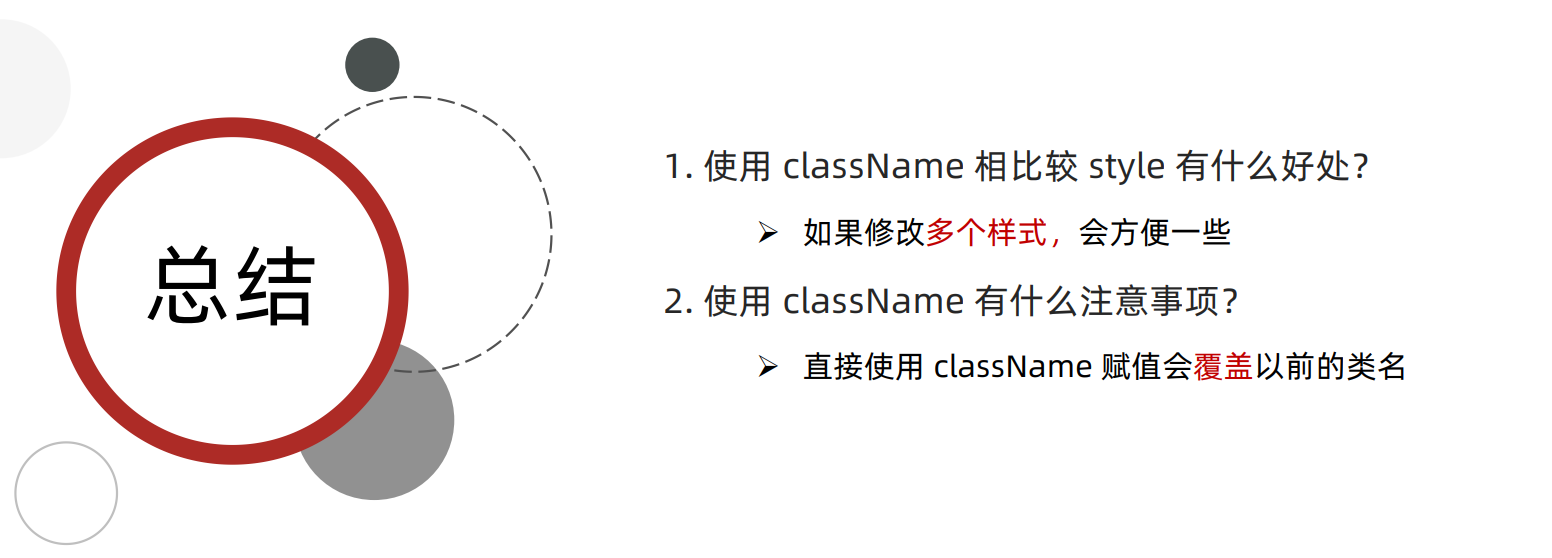 总结
1. 使用 className 相比较 style 有什么好处？
➢ 如果修改多个样式，会方便一些
2. 使用 className 有什么注意事项？
➢ 直接使用 className 赋值会覆盖以前的类名